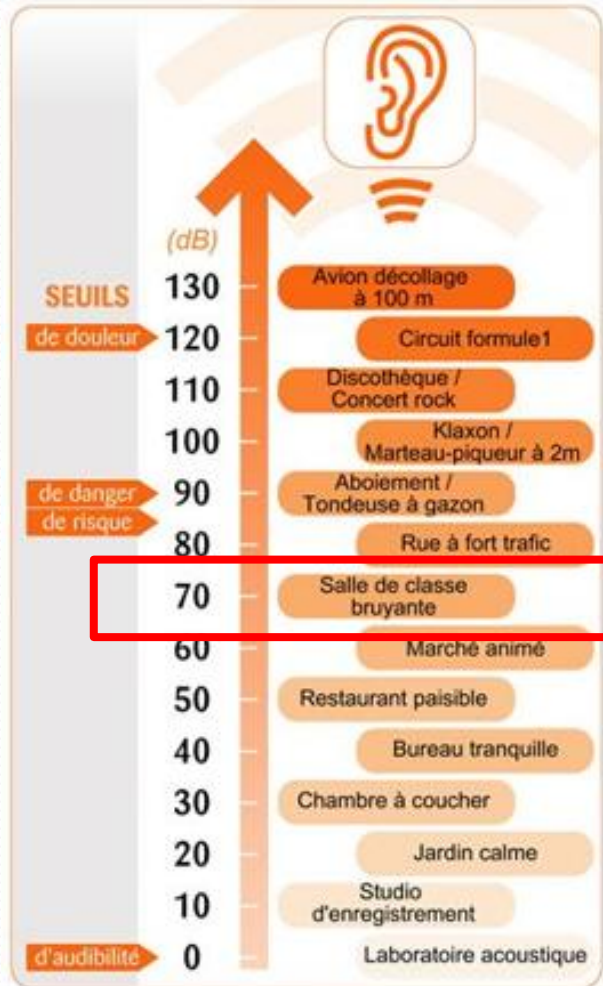 (dB)
SEUILS
130
Avion décollage
à 100 m
de douleur
120
Circuit formule1
110
Discothèque /
Concert rock
100
Klaxon /
Marteau-piqueur à 2m
de danger
90
Aboiement /
Tondeuse à gazon
de risque
80
Rue à fort trafic
70
Salle de classe
bruyante
60
Marché animé
50
Restaurant paisible
40
Bureau tranquille
30
Chambre à coucher
20
Jardin calme
10
Studio
d'enregistrement
d'audibilité
0
Laboratoire acoustique